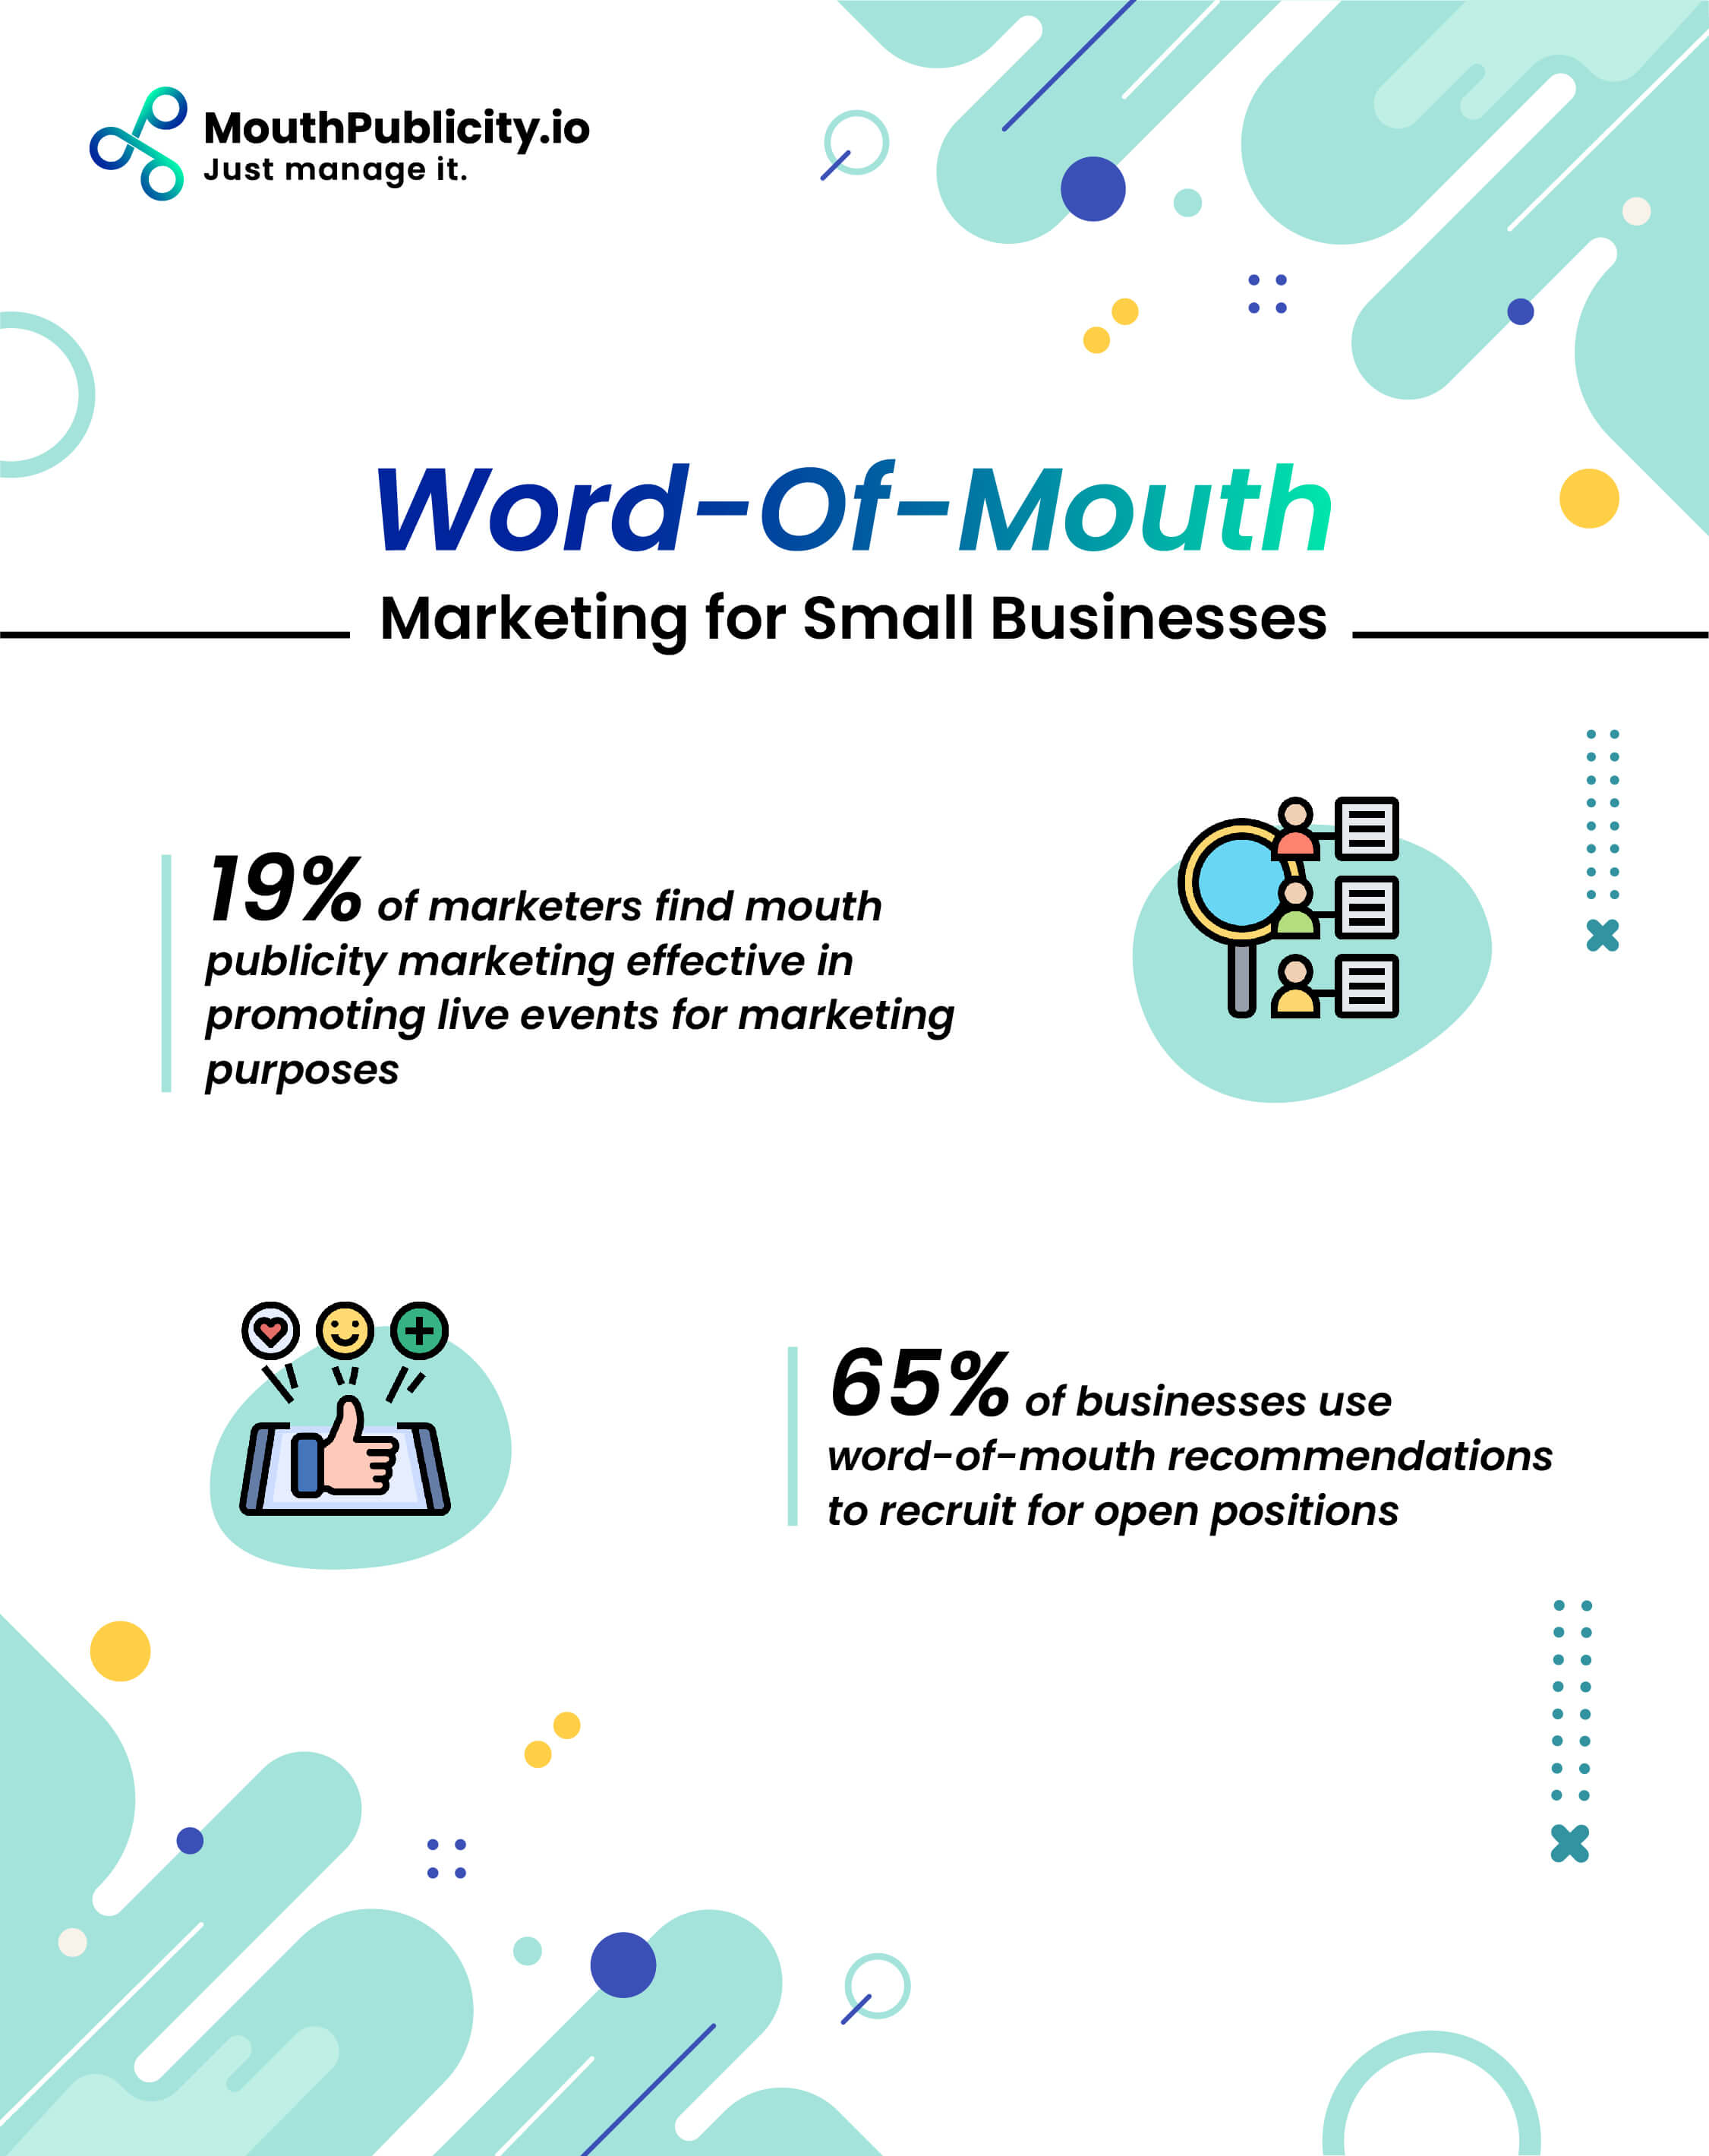 MouthPublicity.io
Just manage it.
Word-Of-Mouth
Marketing for Small Businesses
19% of marketers find mouth
publicity marketing effective in
promoting live events for marketing
purposes
65% of businesses use
word-of-mouth recommendations
to recruit for open positions